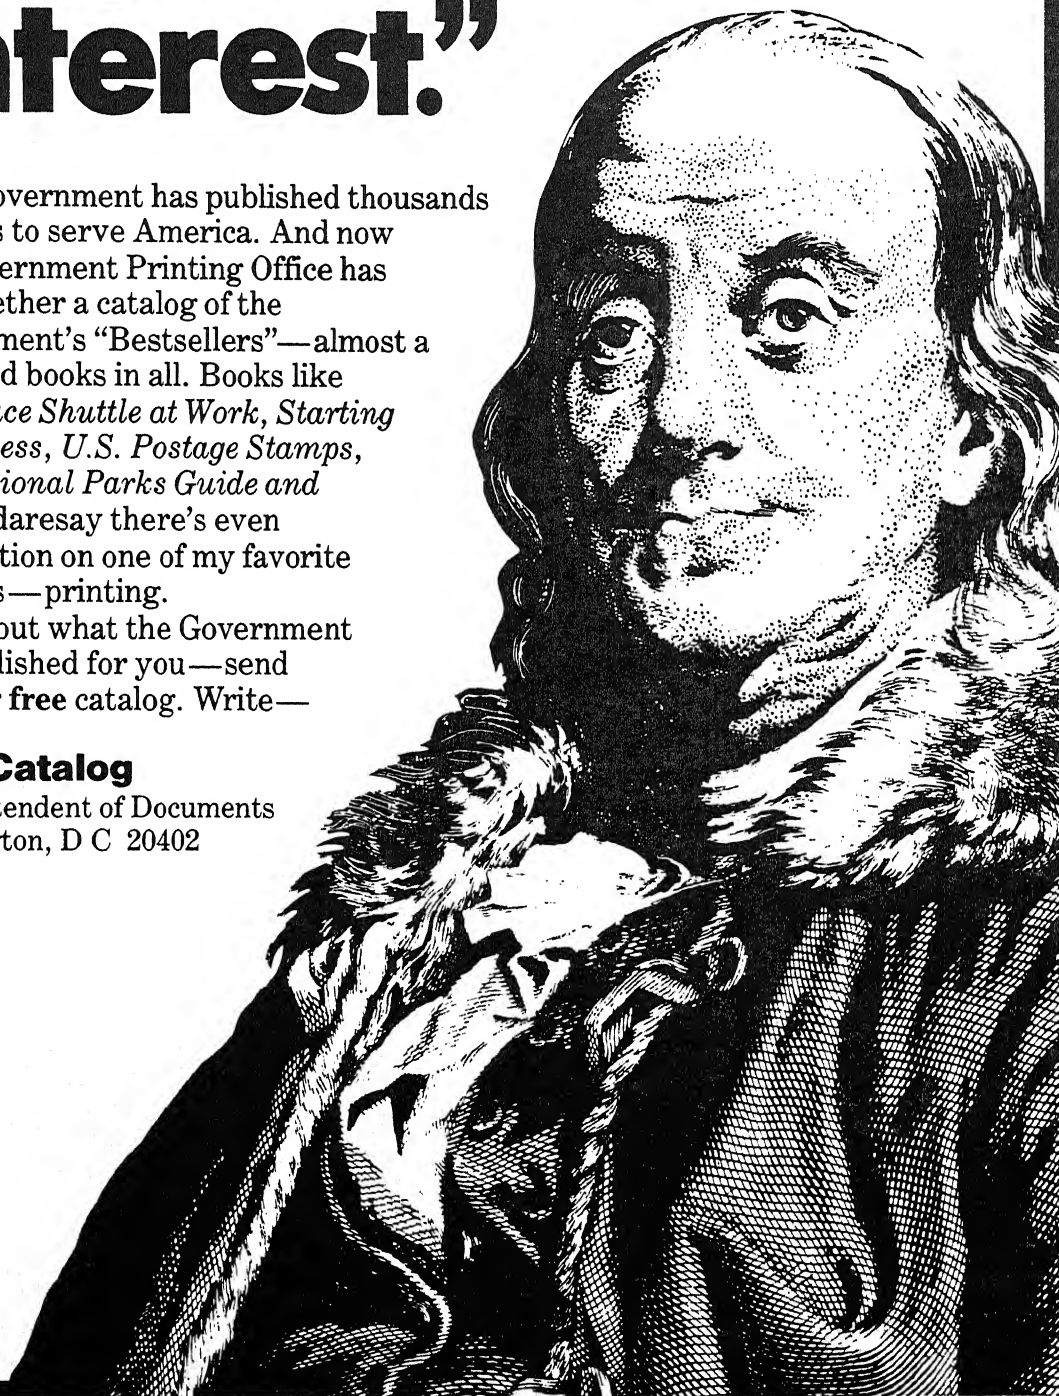 nterest.”
overnment has published thousands
s to serve America. And now
ernment Printing Office has
ether a catalog of the
ment's “Bestsellers”—almost a
d books in all. Books like
ce Shuttle at Work, Starting
ess, U.S. Postage Stamps,
ional Parks Guide and
daresay there's even
tion on one of my favorite
s—printing.
out what the Government
lished for you—send
free catalog. Write—
Catalog
endent of Documents
ton, D C 20402